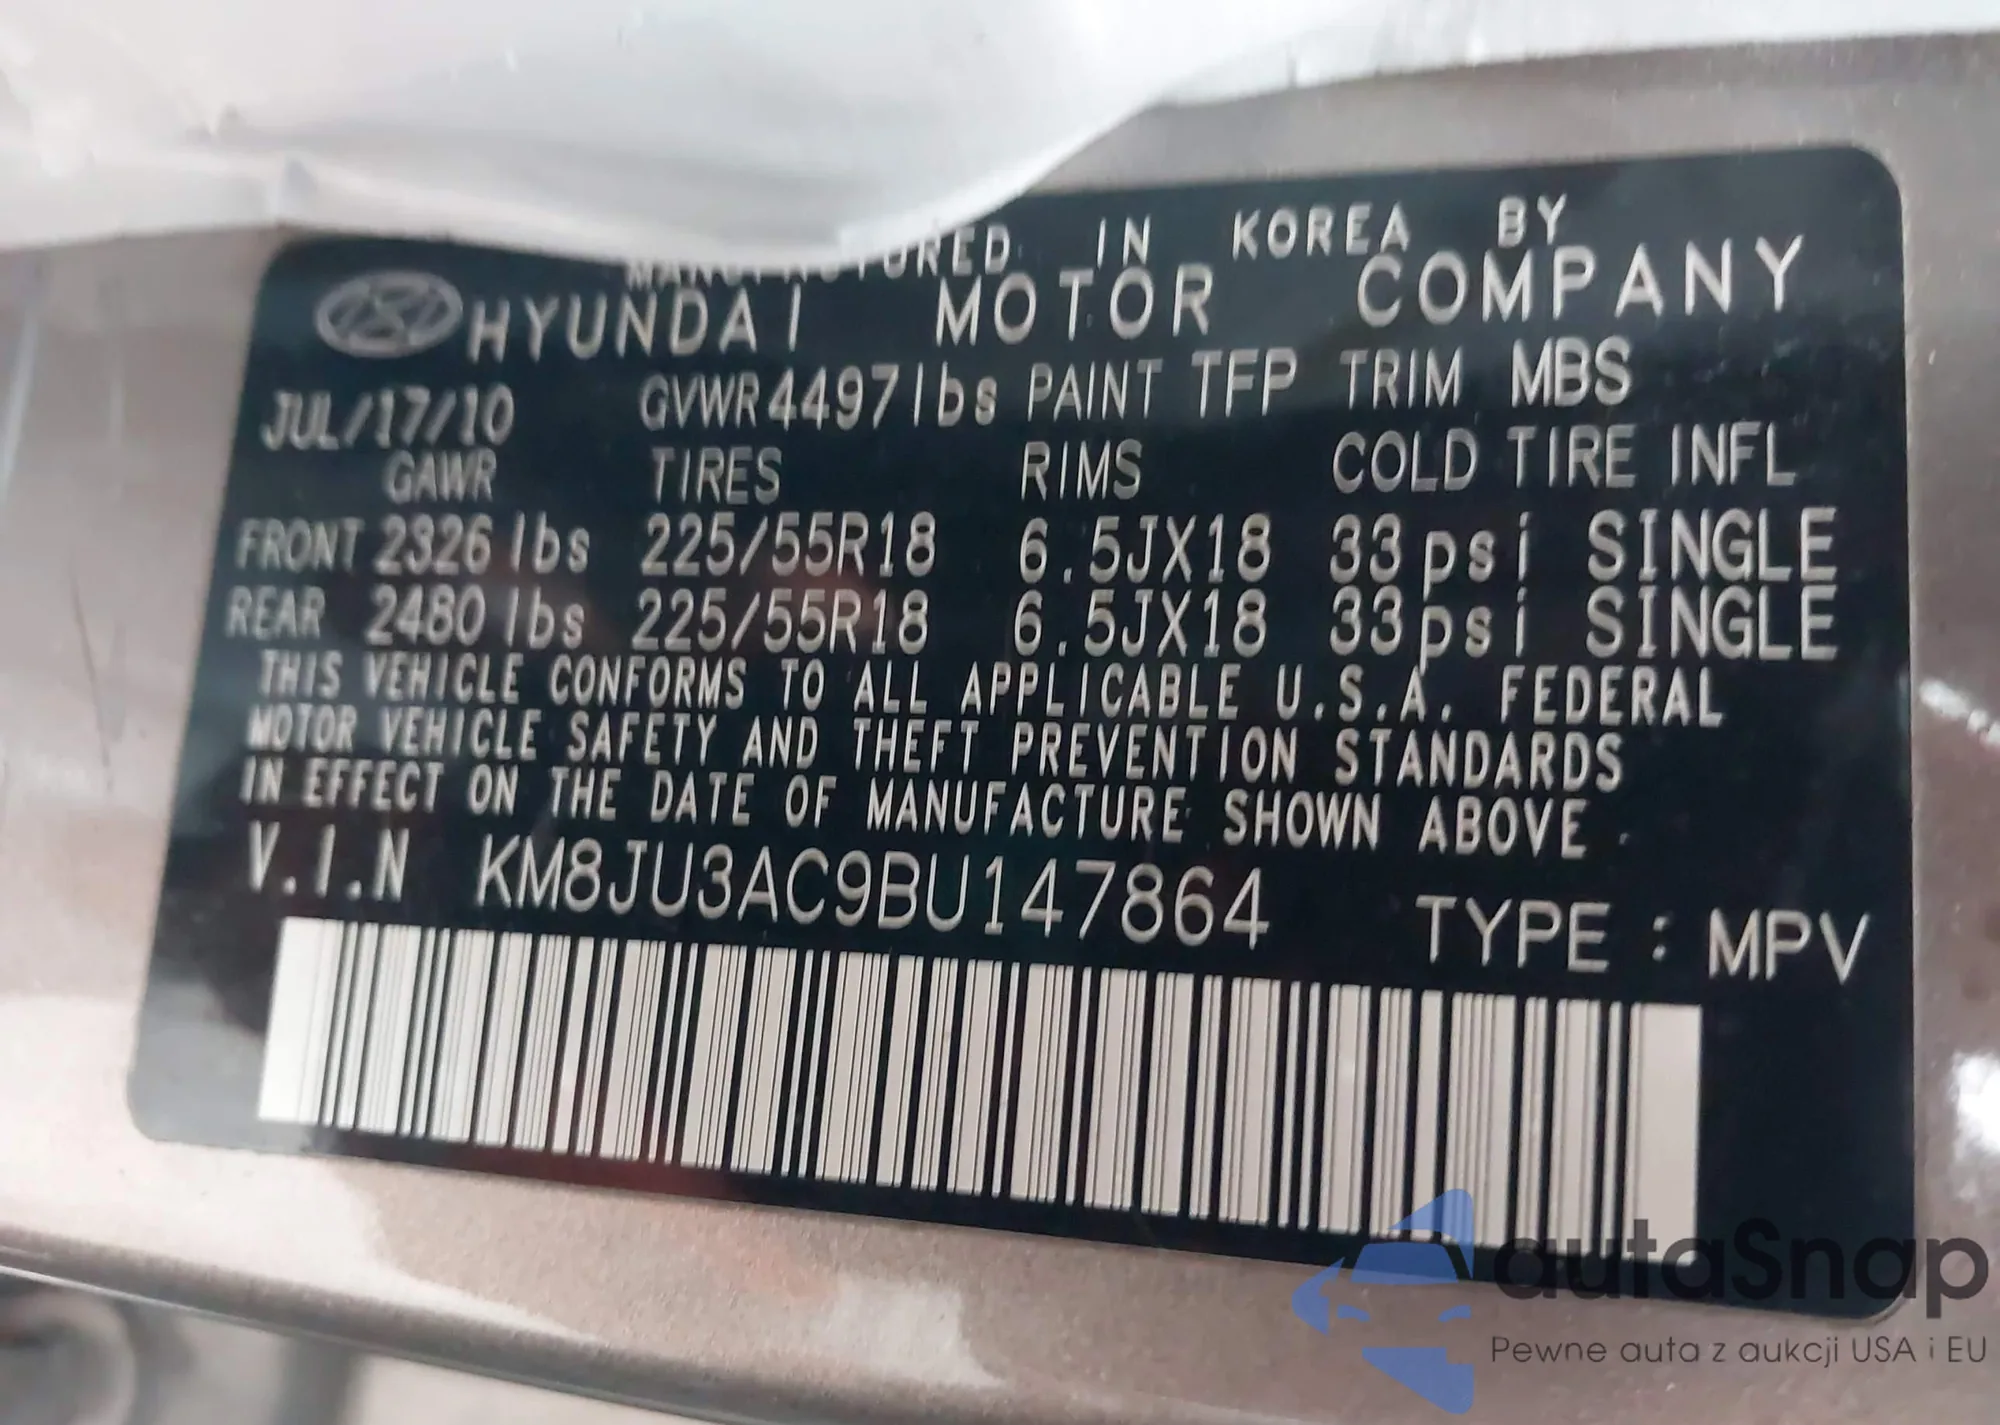 MANUFACTURED IN KOREA BY
HYUNDAI MOTOR COMPANY
JUL/17/10 GVWR 4497lbs PAINT TFP TRIM MBS
GAWR TIRES RIMS COLD TIRE INFL
FRONT 2326 lbs 225/55R18 6.5JX18 33psi SINGLE
REAR 2480 lbs 225/55R18 6.5JX18 33psi SINGLE
THIS VEHICLE CONFORMS TO ALL APPLICABLE U.S.A. FEDERAL
MOTOR VEHICLE SAFETY AND THEFT PREVENTION STANDARDS
IN EFFECT ON THE DATE OF MANUFACTURE SHOWN ABOVE.
V.I.N KM8JU3AC9BU147864 TYPE : MPV
autaSnap
Pewne auta z aukcji USA i EU